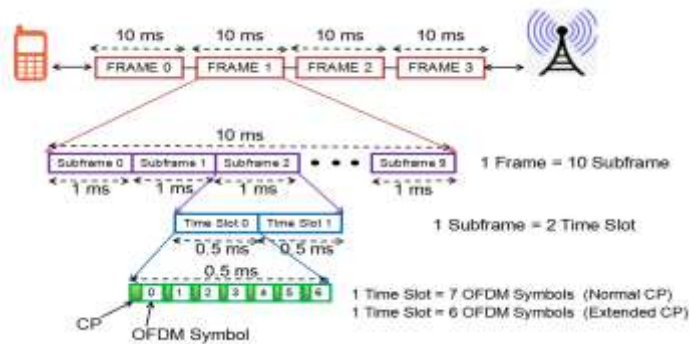 10 ms 10 ms 10 ms 10 ms
FRAME 0 FRAME 1 FRAME 2 FRAME 3
10 ms
Subframe 0 Subframe 1 Subframe 2 Subframe 9 1 Frame = 10 Subframe
1 ms 1 ms 1 ms 1 ms
Time Slot 0 Time Slot 1 1 Subframe = 2 Time Slot
0.5 ms 0.5 ms
0.5 ms
0 1 2 3 4 5 6 1 Time Slot = 7 OFDM Symbols (Normal CP)
1 Time Slot = 6 OFDM Symbols (Extended CP)
CP
OFDM Symbol